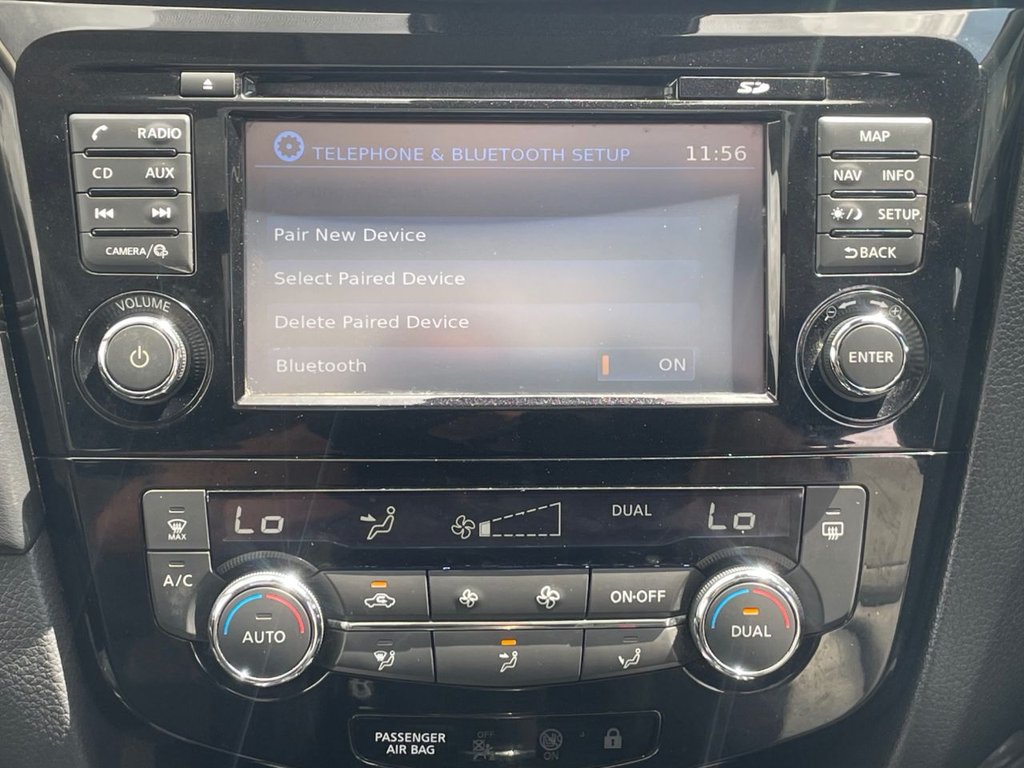 SD
RADIO
CD AUX
CAMERA/
VOLUME
TELEPHONE & BLUETOOTH SETUP 11:56
Pair New Device
Select Paired Device
Delete Paired Device
Bluetooth ON
MAP
NAV INFO
SETUP
BACK
ENTER
MAX
A/C
Lo DUAL Lo
AUTO
ON·OFF
DUAL
PASSENGER
AIR BAG
OFF
ON